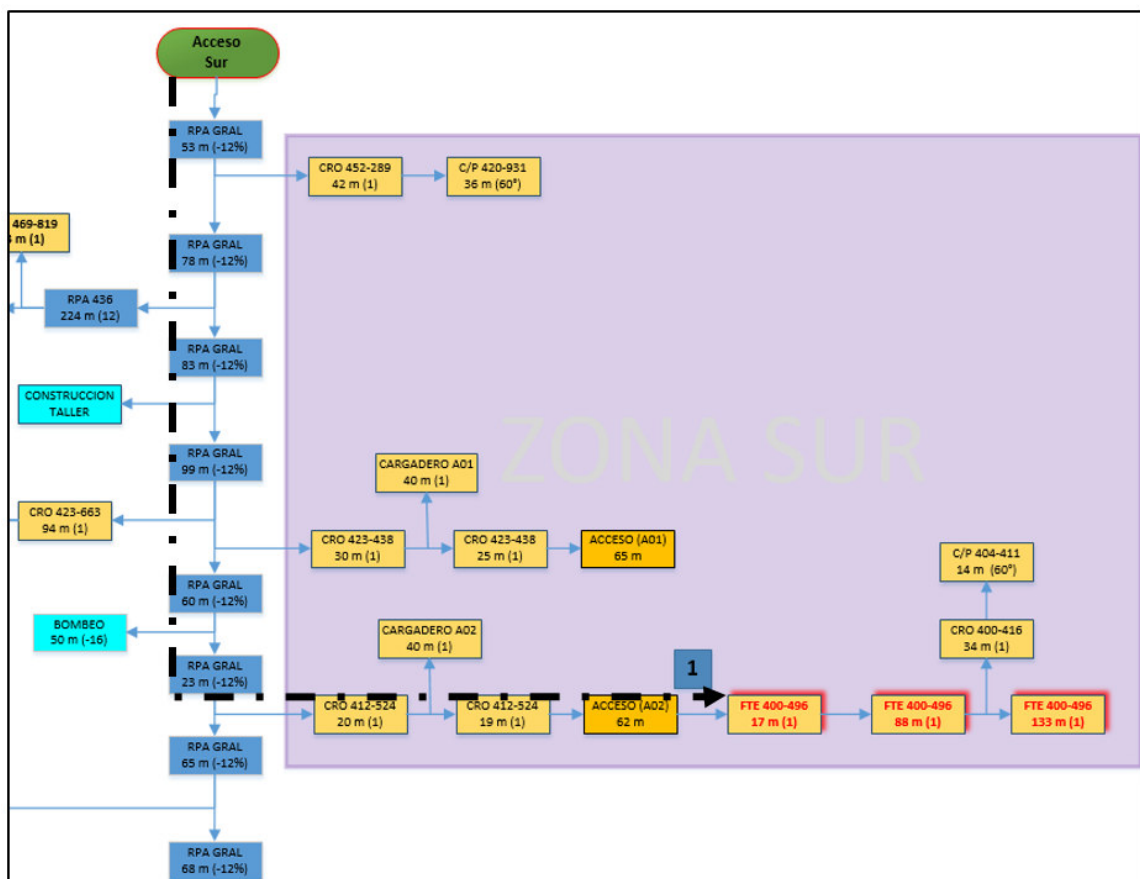 Acceso
Sur
RPA GRAL
53 m (-12%)
CRO 452-289
42 m (1)
C/P 420-931
36 m (60°)
469-819
m (1)
RPA GRAL
78 m (-12%)
RPA 436
224 m (12)
RPA GRAL
83 m (-12%)
CONSTRUCCION
TALLER
ZONA SUR
RPA GRAL
99 m (-12%)
CARGADERO A01
40 m (1)
CRO 423-663
94 m (1)
CRO 423-438
30 m (1)
CRO 423-438
25 m (1)
ACCESO (A01)
65 m
C/P 404-411
14 m (60°)
RPA GRAL
60 m (-12%)
BOMBEO
50 m (-16)
CARGADERO A02
40 m (1)
CRO 400-416
34 m (1)
RPA GRAL
23 m (-12%)
1
CRO 412-524
20 m (1)
CRO 412-524
19 m (1)
ACCESO (A02)
62 m
FTE 400-496
17 m (1)
FTE 400-496
88 m (1)
FTE 400-496
133 m (1)
RPA GRAL
65 m (-12%)
RPA GRAL
68 m (-12%)